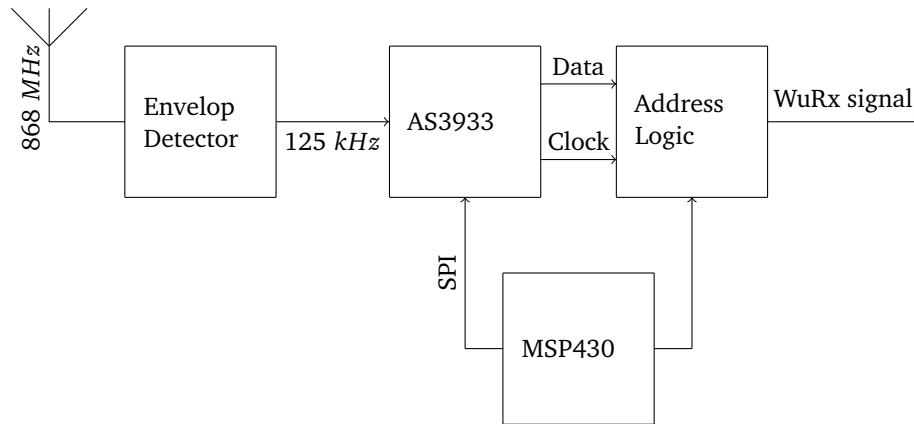 868 MHz
Envelop
Detector
125 kHz
AS3933
Data
Clock
Address
Logic
WuRx signal
SPI
MSP430